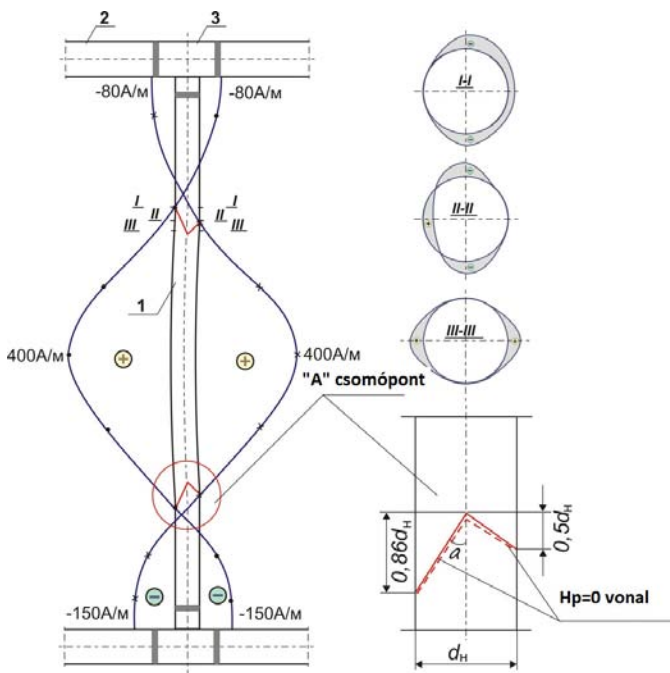 2
3
-80А/м
-80А/м
I
I
II
II
III
III
1
+
+
400А/м
400А/м
-
-
-150А/м
-150А/м
I-I
II-II
III-III
"A" csomópont
0,86dн
0,5dн
a
Hp=0 vonal
dн